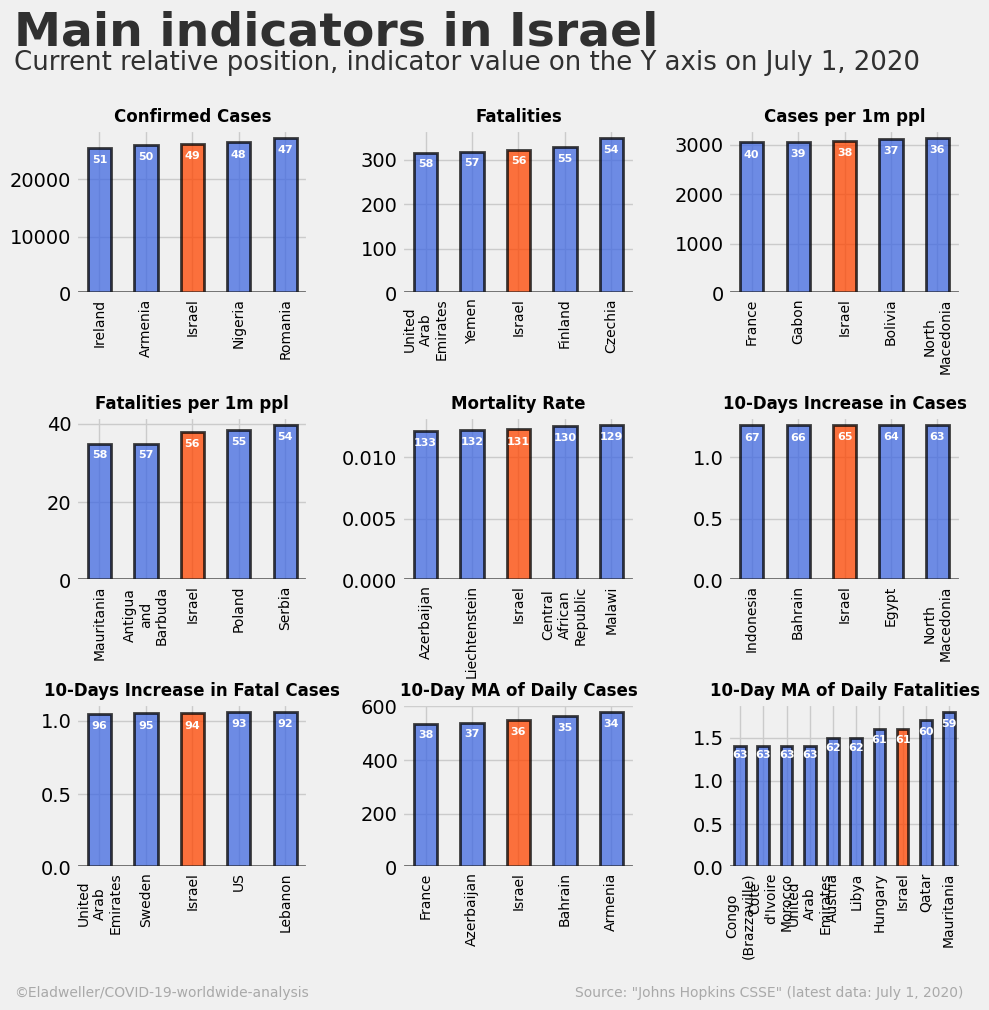 Main indicators in Israel
Current relative position, indicator value on the Y axis on July 1, 2020
Confirmed Cases
20000
10000
0
51
50
49
48
47
Ireland
Armenia
Israel
Nigeria
Romania
Fatalities
300
200
100
0
58
57
56
55
54
United
Arab
Emirates
Yemen
Israel
Finland
Czechia
Cases per 1m ppl
3000
2000
1000
0
40
39
38
37
36
France
Gabon
Israel
Bolivia
North
Macedonia
Fatalities per 1m ppl
40
20
0
58
57
56
55
54
Mauritania
Antigua
and
Barbuda
Israel
Poland
Serbia
Mortality Rate
0.010
0.005
0.000
133
132
131
130
129
Azerbaijan
Liechtenstein
Israel
Central
African
Republic
Malawi
10-Days Increase in Cases
1.0
0.5
0.0
67
66
65
64
63
Indonesia
Bahrain
Israel
Egypt
North
Macedonia
10-Days Increase in Fatal Cases
1.0
0.5
0.0
96
95
94
93
92
United
Arab
Emirates
Sweden
Israel
US
Lebanon
10-Day MA of Daily Cases
600
400
200
0
38
37
36
35
34
France
Azerbaijan
Israel
Bahrain
Armenia
10-Day MA of Daily Fatalities
1.5
1.0
0.5
0.0
63
63
63
63
62
62
61
61
60
59
Congo
(Brazzaville)
Cote
d'Ivoire
Morocco
United
Arab
Emirates
Austria
Libya
Hungary
Israel
Qatar
Mauritania
©Eladweller/COVID-19-worldwide-analysis
Source: "Johns Hopkins CSSE" (latest data: July 1, 2020)